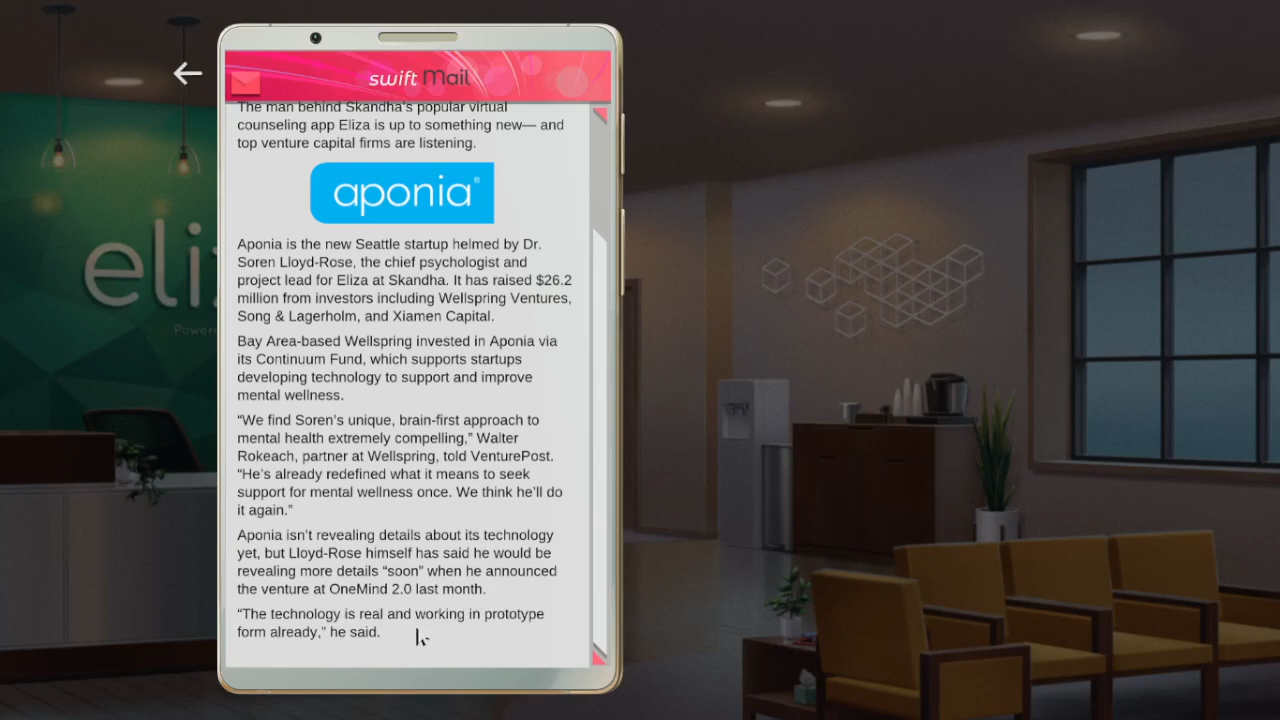 swift Mail
The man behind Skandha's popular virtual
counseling app Eliza is up to something new— and
top venture capital firms are listening.
aponia®
Aponia is the new Seattle startup helmed by Dr.
Soren Lloyd-Rose, the chief psychologist and
project lead for Eliza at Skandha. It has raised $26.2
million from investors including Wellspring Ventures,
Song & Lagerholm, and Xiamen Capital.
Bay Area-based Wellspring invested in Aponia via
its Continuum Fund, which supports startups
developing technology to support and improve
mental wellness.
“We find Soren’s unique, brain-first approach to
mental health extremely compelling,” Walter
Rokeach, partner at Wellspring, told VenturePost.
“He’s already redefined what it means to seek
support for mental wellness once. We think he’ll do
it again.”
Aponia isn’t revealing details about its technology
yet, but Lloyd-Rose himself has said he would be
revealing more details “soon” when he announced
the venture at OneMind 2.0 last month.
“The technology is real and working in prototype
form already,” he said.
eli
Powere